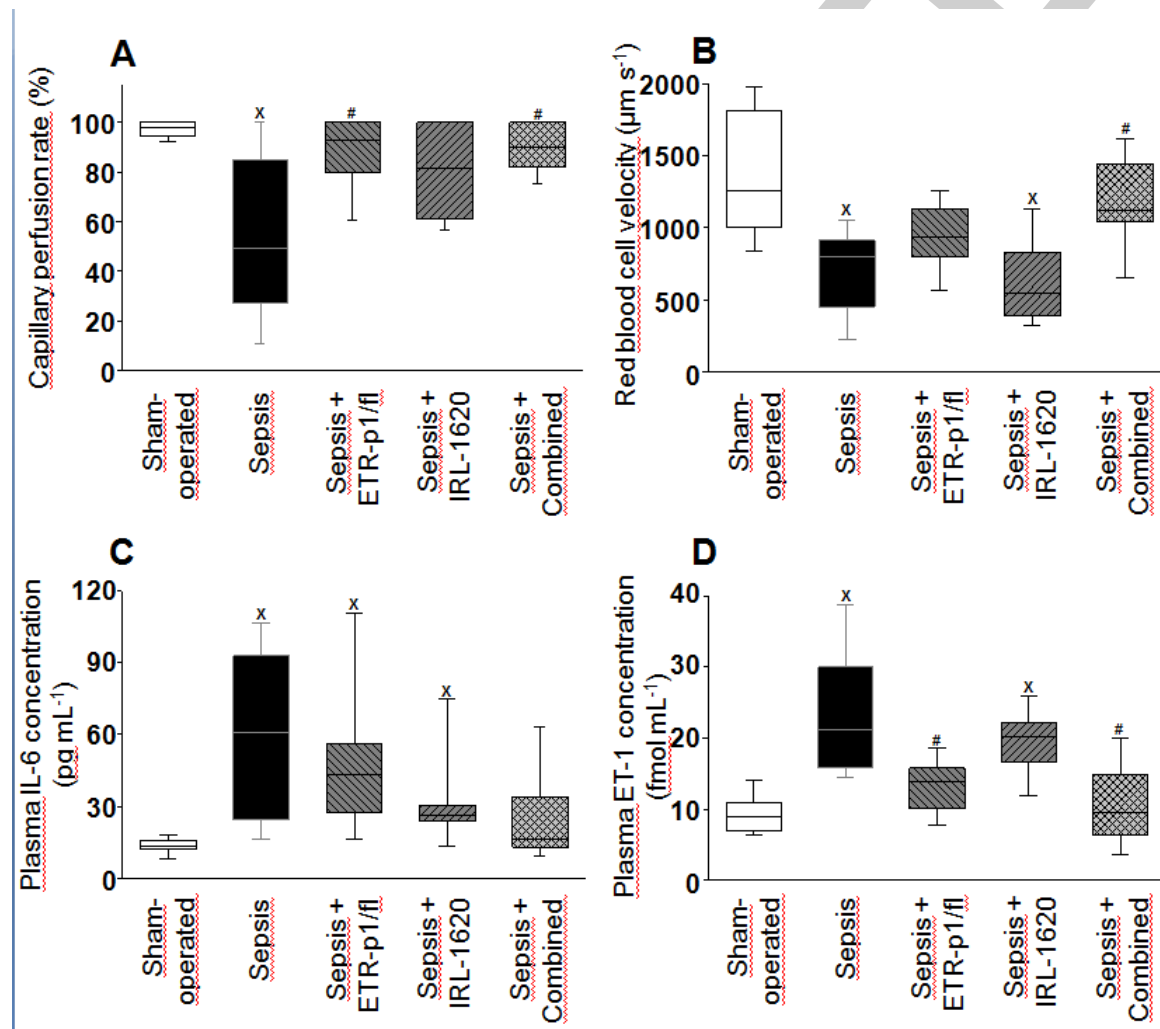 A
Capillary perfusion rate (%)
100
80
60
40
20
0
x
#
#
Sham-
operated
Sepsis
Sepsis +
ETR-p1/fl
Sepsis +
IRL-1620
Sepsis +
Combined
B
Red blood cell velocity (µm s⁻¹)
2000
1500
1000
500
0
x
x
#
Sham-
operated
Sepsis
Sepsis +
ETR-p1/fl
Sepsis +
IRL-1620
Sepsis +
Combined
C
Plasma IL-6 concentration
(pg mL⁻¹)
120
90
60
30
0
x
x
x
Sham-
operated
Sepsis
Sepsis +
ETR-p1/fl
Sepsis +
IRL-1620
Sepsis +
Combined
D
Plasma ET-1 concentration
(fmol mL⁻¹)
40
30
20
10
0
x
#
x
#
Sham-
operated
Sepsis
Sepsis +
ETR-p1/fl
Sepsis +
IRL-1620
Sepsis +
Combined